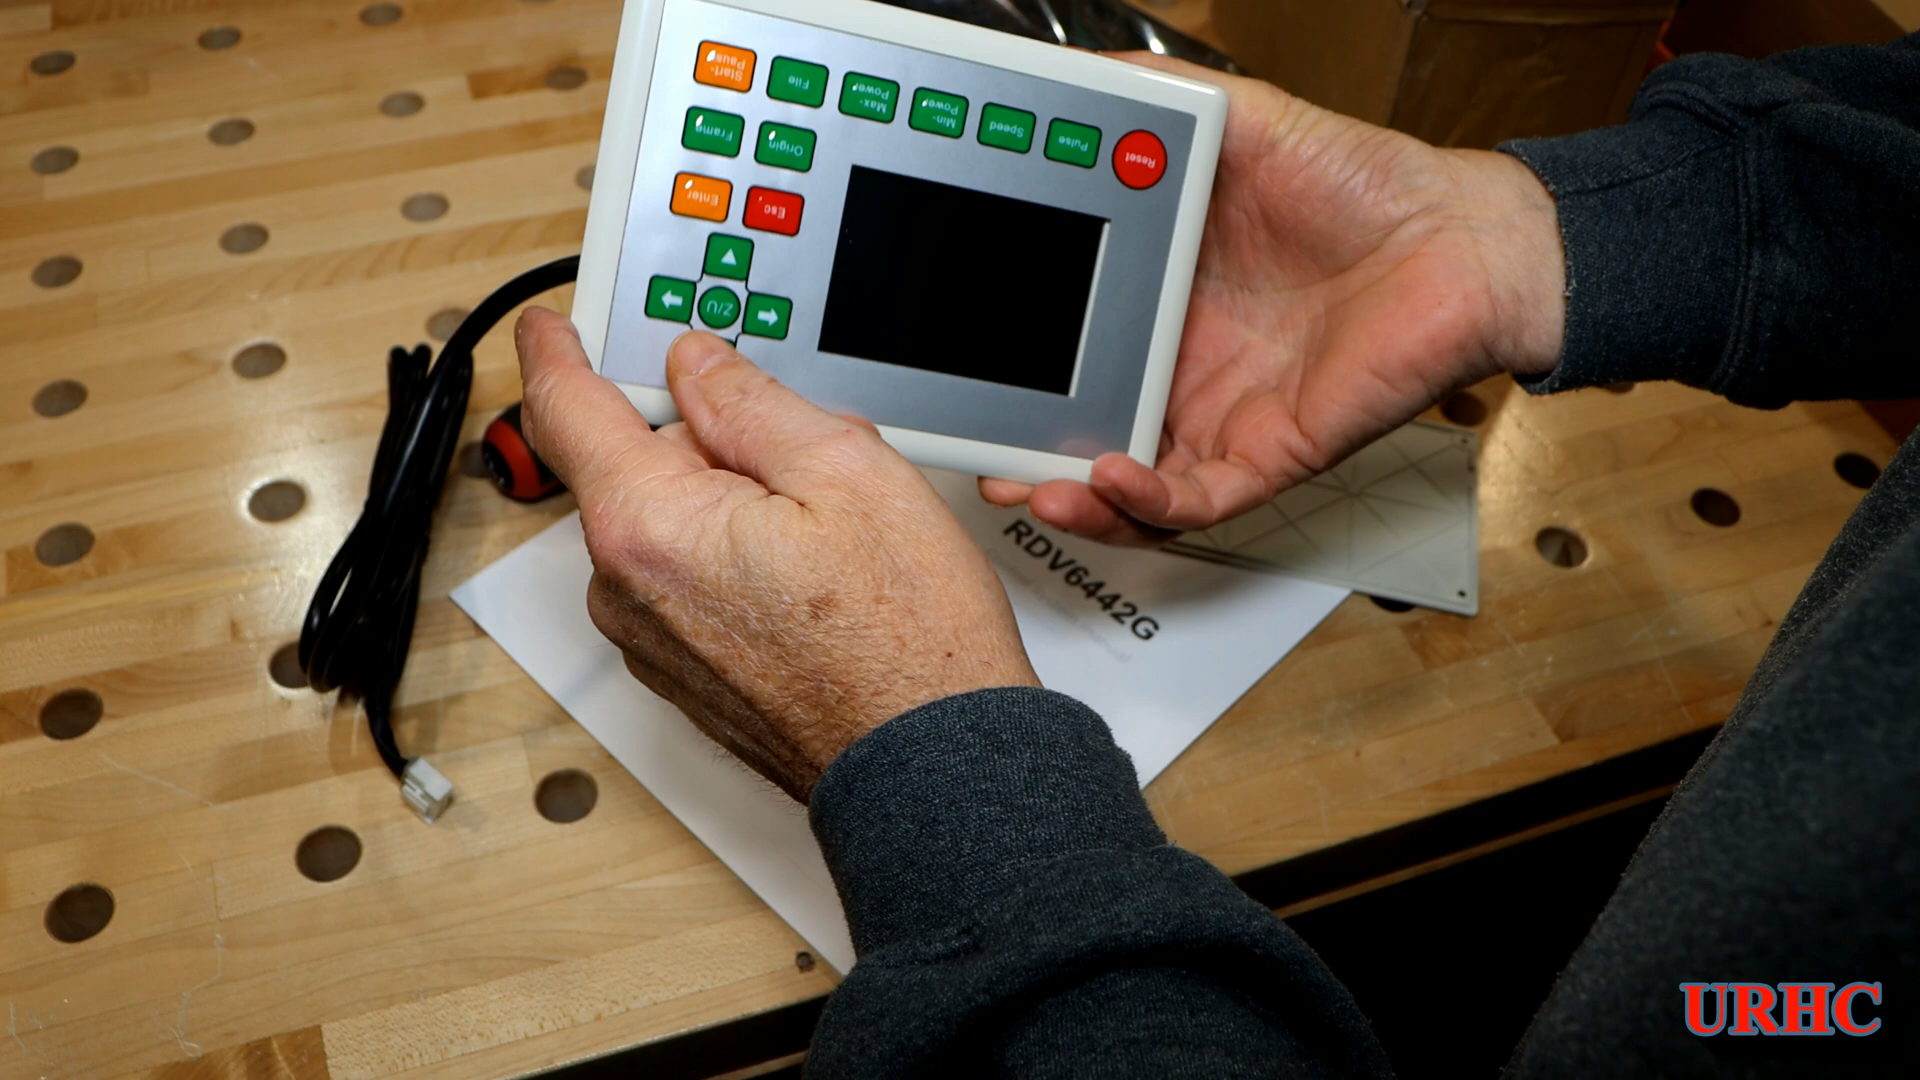 Reset
Pulse
Speed
Min-
Power
Max-
Power
File
Start-
Pause
Origin
Frame
Esc
Enter
Z/U
RDV6442G
URHC